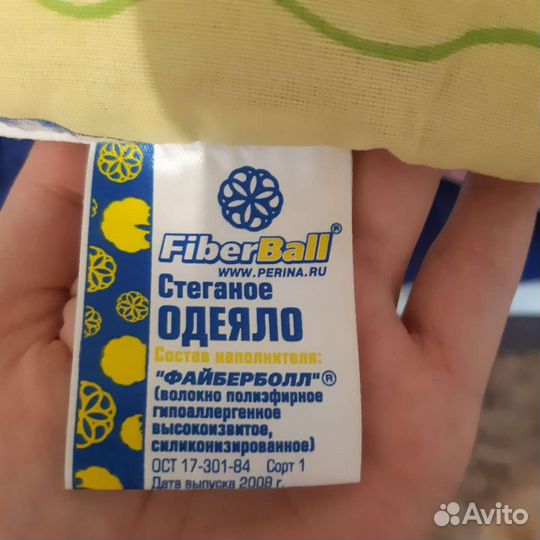 FiberBall®
WWW.PERINA.RU
Стеганое
ОДЕЯЛО
Состав наполнителя:
"ФАЙБЕРБОЛЛ"®
(волокно полиэфирное
гипоаллергенное
высокоизвитое,
силиконизированное)
ОСТ 17-301-84 Сорт 1
Дата выпуска 2008 г.
Avito